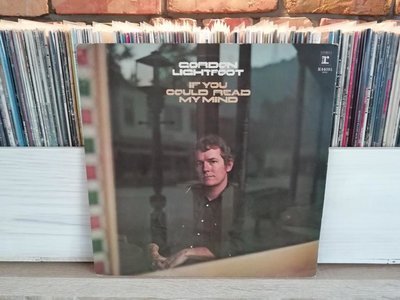 GORDON
LIGHTFOOT
IF YOU
COULD READ
MY MIND